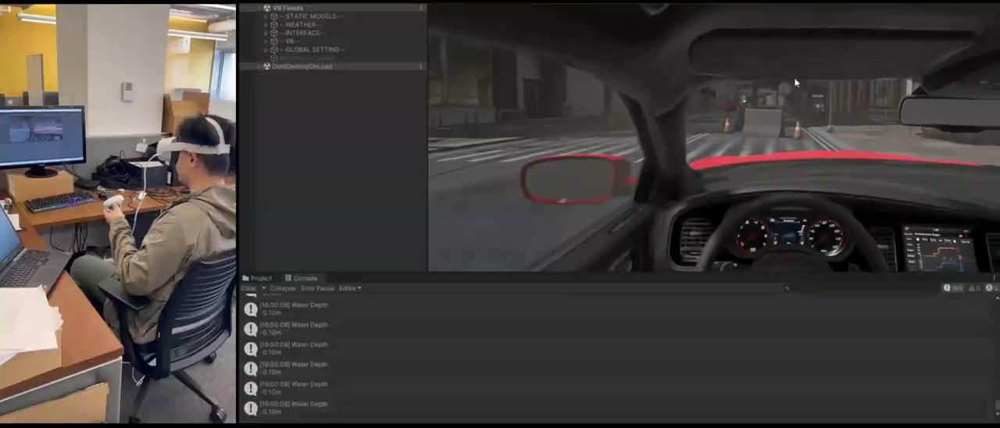 VR Floods
--STATIC MODELS--
--WEATHER--
--INTERFACE--
--VR--
--GLOBAL SETTING--
DontDestroyOnLoad
Project
Console
Clear
Collapse
Error Pause
Editor
[16:00:08] Water Depth
0.10m
[16:00:08] Water Depth
-0.10m
[16:00:08] Water Depth
0.10m
[16:00:08] Water Depth
-0.10m
[16:00:08] Water Depth
-0.10m
[16:00:08] Water Depth
0.10m